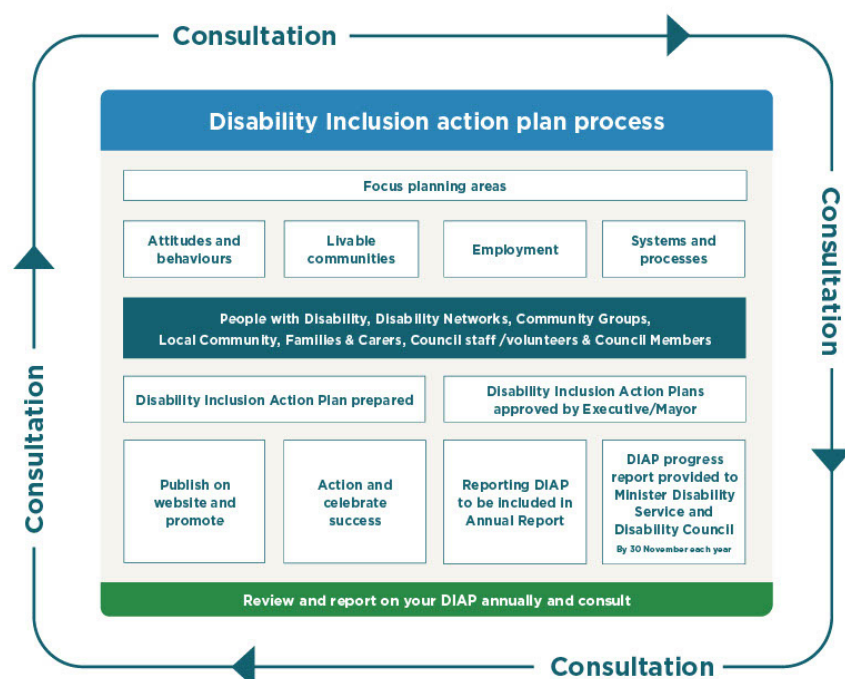 Consultation
Disability Inclusion action plan process
Focus planning areas
Attitudes and
behaviours
Livable
communities
Employment
Systems and
processes
People with Disability, Disability Networks, Community Groups,
Local Community, Families & Carers, Council staff /volunteers & Council Members
Disability Inclusion Action Plan prepared
Disability Inclusion Action Plans
approved by Executive/Mayor
Publish on
website and
promote
Action and
celebrate
success
Reporting DIAP
to be included in
Annual Report
DIAP progress
report provided to
Minister Disability
Service and
Disability Council
By 30 November each year
Review and report on your DIAP annually and consult
Consultation
Consultation
Consultation